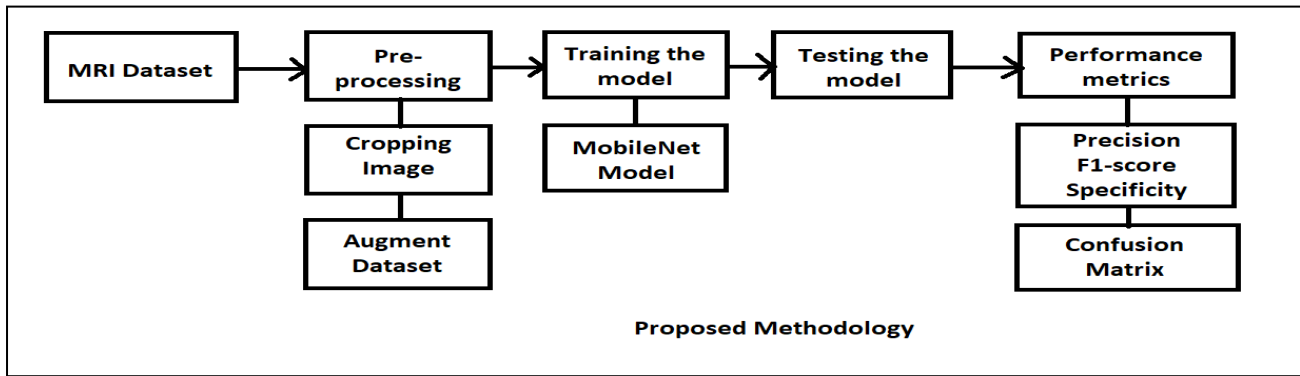 MRI Dataset
Pre-
processing
Training the
model
Testing the
model
Performance
metrics
Cropping
Image
MobileNet
Model
Precision
F1-score
Specificity
Augment
Dataset
Confusion
Matrix
Proposed Methodology